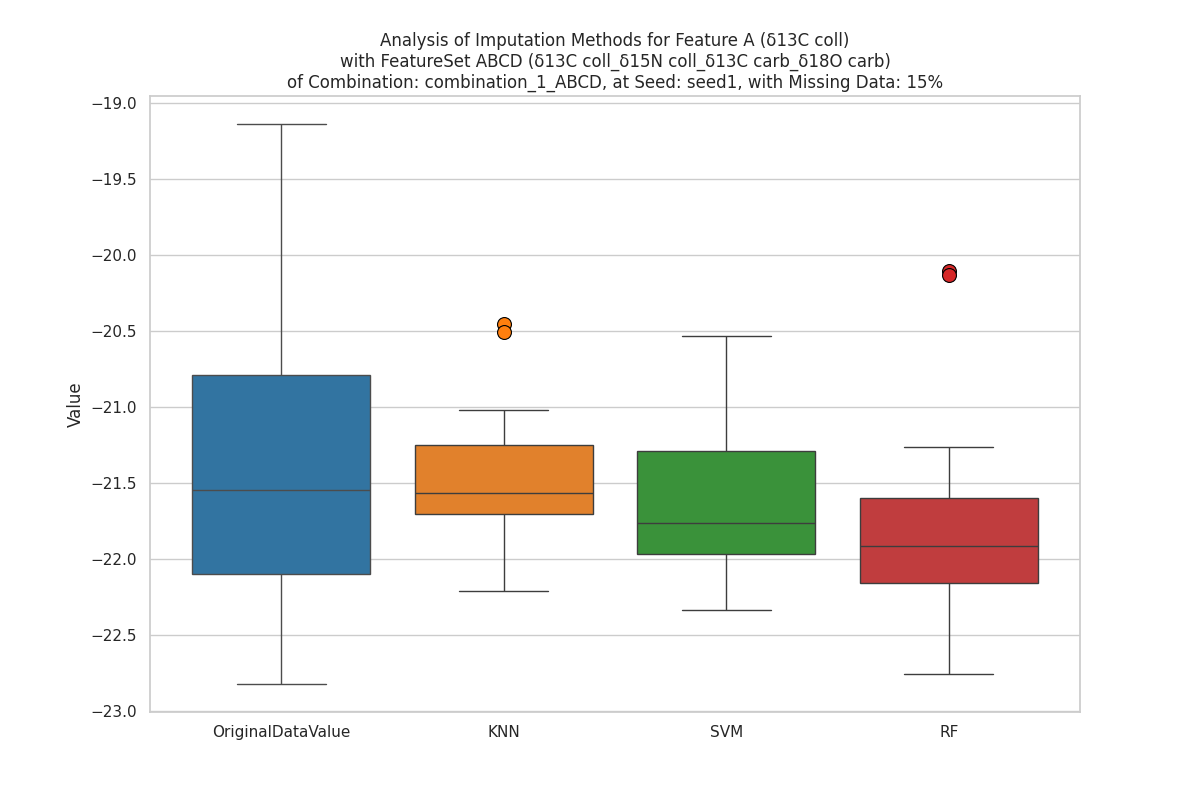 Analysis of Imputation Methods for Feature A (δ13C coll)
with FeatureSet ABCD (δ13C coll_δ15N coll_δ13C carb_δ18O carb)
of Combination: combination_1_ABCD, at Seed: seed1, with Missing Data: 15%
−19.0
−19.5
−20.0
−20.5
−21.0
−21.5
−22.0
−22.5
−23.0
Value
OriginalDataValue
KNN
SVM
RF